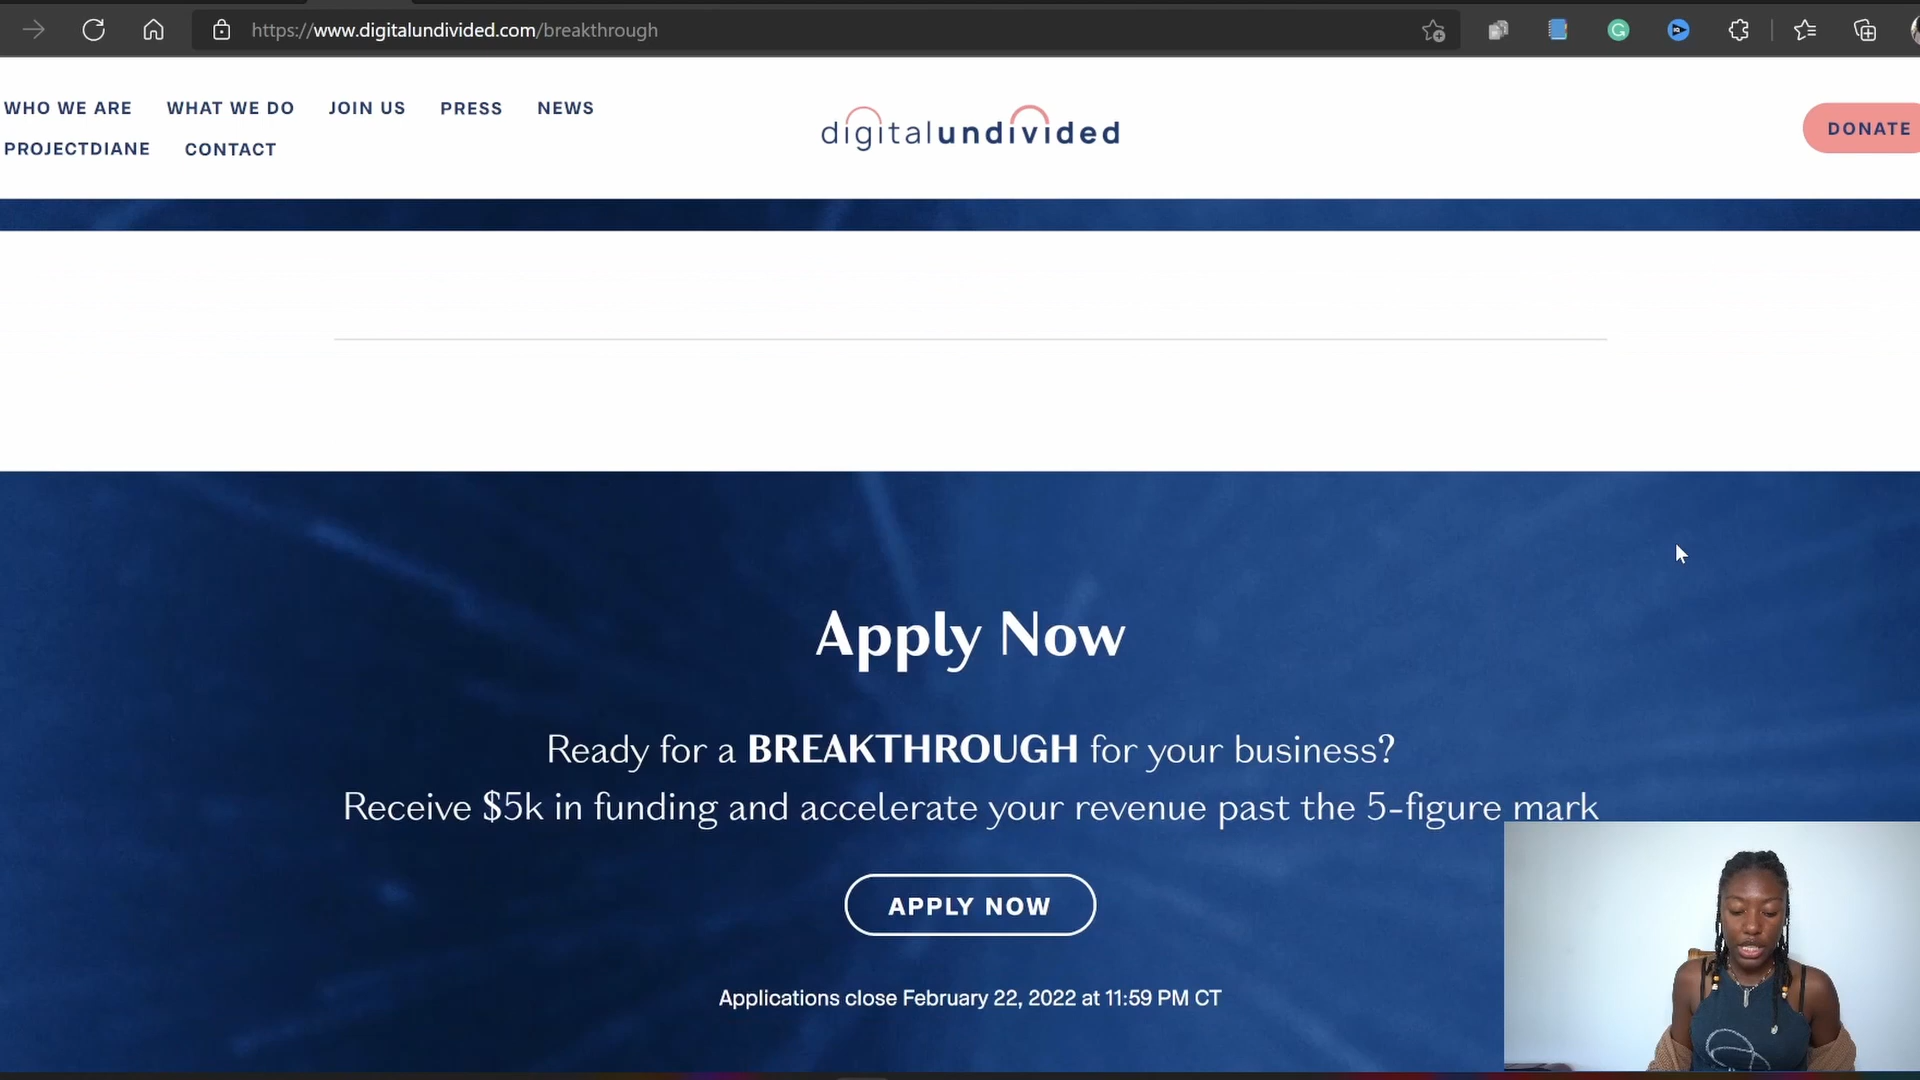 https://www.digitalundivided.com/breakthrough
WHO WE ARE WHAT WE DO JOIN US PRESS NEWS
PROJECTDIANE CONTACT
digitalundivided
DONATE
Apply Now
Ready for a BREAKTHROUGH for your business?
Receive $5k in funding and accelerate your revenue past the 5-figure mark
APPLY NOW
Applications close February 22, 2022 at 11:59 PM CT